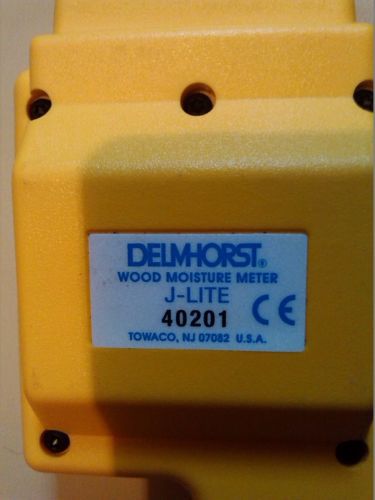 DELMHORST®
WOOD MOISTURE METER
J-LITE
40201
CE
TOWACO, NJ 07082 U.S.A.